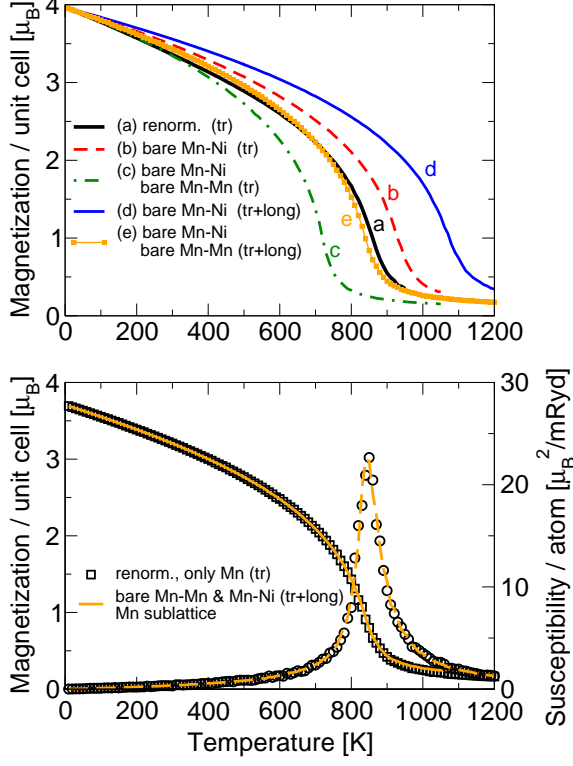 Magnetization / unit cell [μB]
4
3
2
1
0
(a) renorm. (tr)
(b) bare Mn-Ni (tr)
(c) bare Mn-Ni
bare Mn-Mn (tr)
(d) bare Mn-Ni (tr+long)
(e) bare Mn-Ni
bare Mn-Mn (tr+long)
d
b
a
e
c
0 200 400 600 800 1000 1200
Magnetization / unit cell [μB]
4
3
2
1
0
30
20
10
0
Susceptibility / atom [μB²/mRyd]
renorm., only Mn (tr)
bare Mn-Mn & Mn-Ni (tr+long)
Mn sublattice
0 200 400 600 800 1000 1200
Temperature [K]